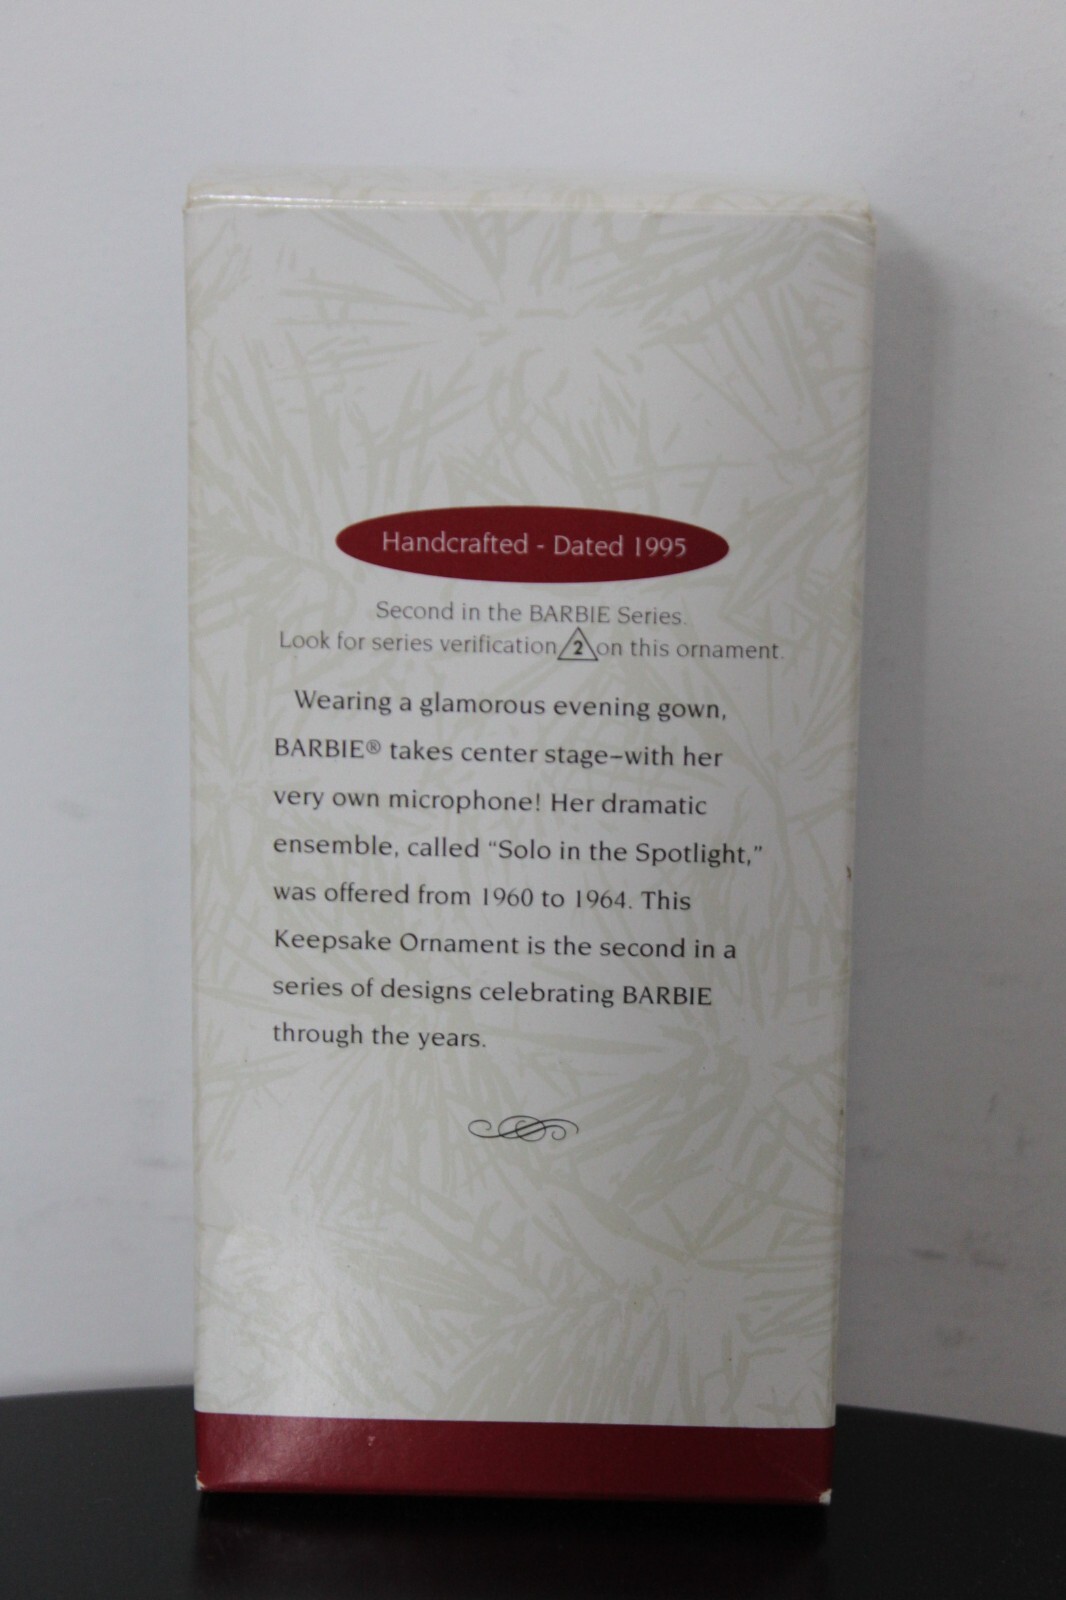 Handcrafted - Dated 1995
Second in the BARBIE Series.
Look for series verification 2 on this ornament.
Wearing a glamorous evening gown,
BARBIE® takes center stage–with her
very own microphone! Her dramatic
ensemble, called “Solo in the Spotlight,”
was offered from 1960 to 1964. This
Keepsake Ornament is the second in a
series of designs celebrating BARBIE
through the years.